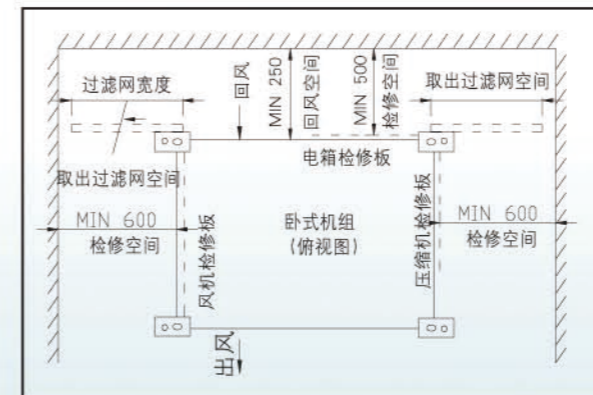 过滤网宽度
回风
MIN 250
回风空间
MIN 500
检修空间
取出过滤网空间
电箱检修板
取出过滤网空间
MIN 600
检修空间
风机检修板
卧式机组
(俯视图)
压缩机检修板
MIN 600
检修空间
出风